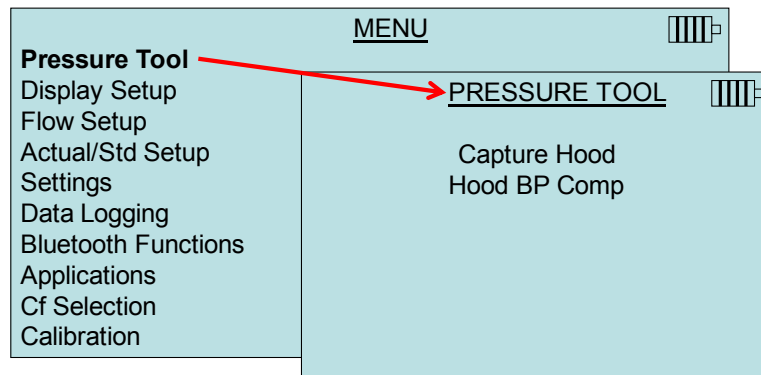 MENU
Pressure Tool
Display Setup
Flow Setup
Actual/Std Setup
Settings
Data Logging
Bluetooth Functions
Applications
Cf Selection
Calibration
PRESSURE TOOL
Capture Hood
Hood BP Comp